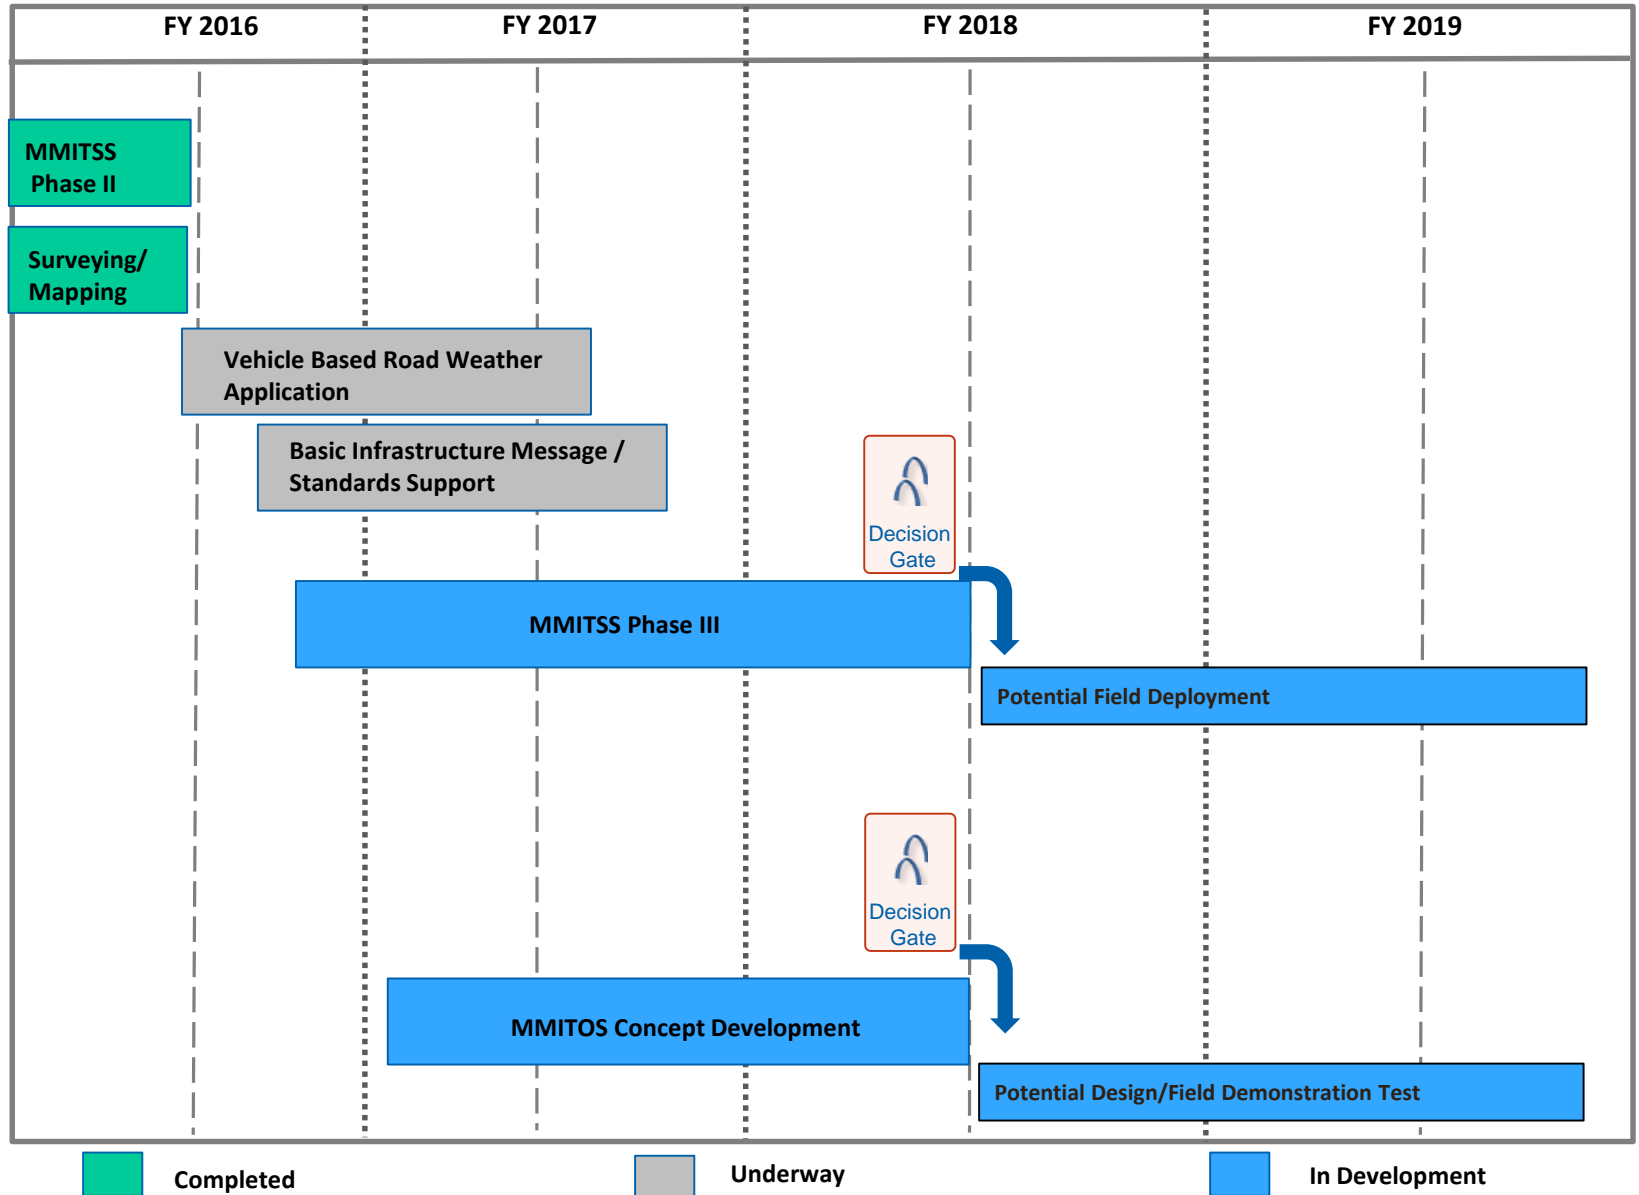 FY 2016
FY 2017
FY 2018
FY 2019
MMITSS
Phase II
Surveying/
Mapping
Vehicle Based Road Weather
Application
Basic Infrastructure Message /
Standards Support
Decision
Gate
MMITSS Phase III
Potential Field Deployment
Decision
Gate
MMITOS Concept Development
Potential Design/Field Demonstration Test
Completed
Underway
In Development